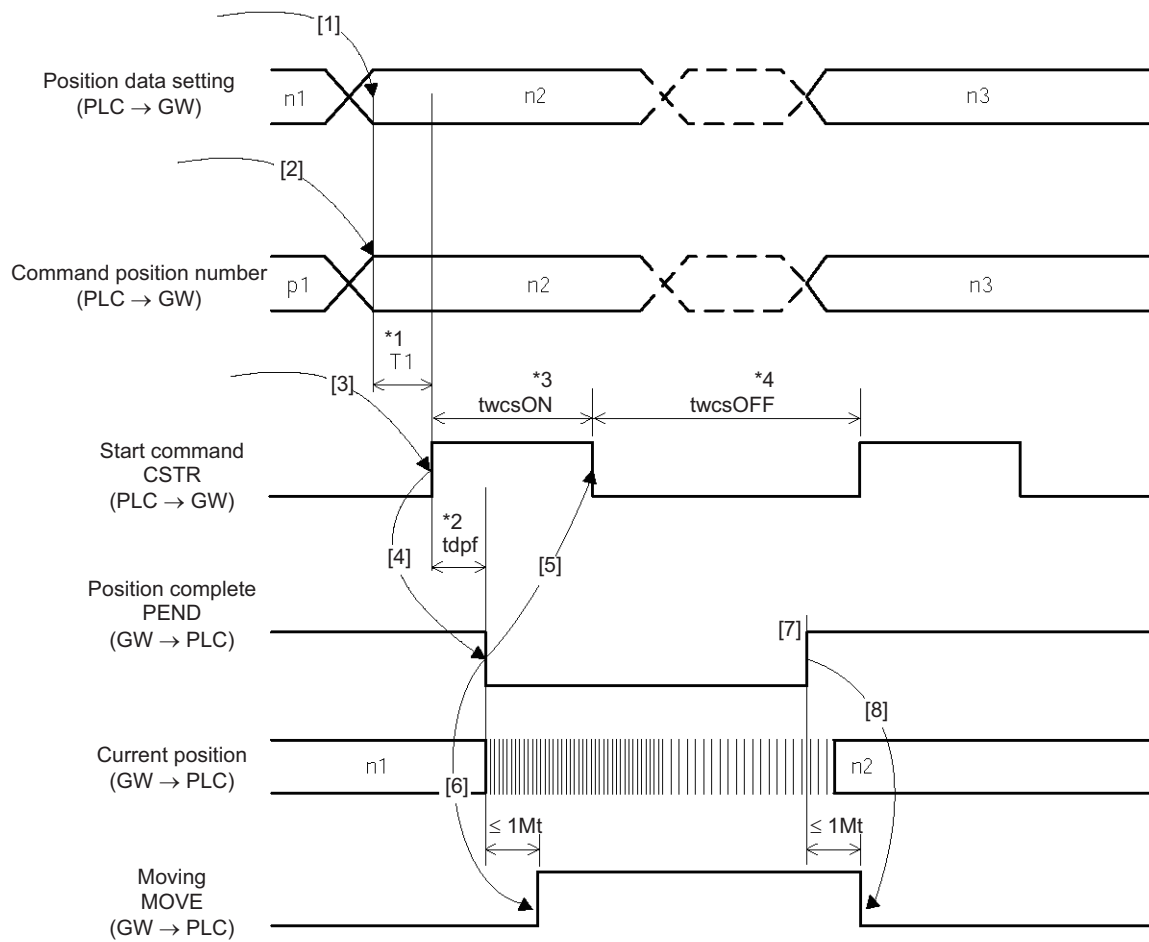 [1]
Position data setting
(PLC → GW)
n1
n2
n3
[2]
Command position number
(PLC → GW)
p1
n2
n3
*1
T1
[3]
*3
twcsON
*4
twcsOFF
Start command
CSTR
(PLC → GW)
*2
tdpf
[4]
[5]
Position complete
PEND
(GW → PLC)
[7]
[8]
Current position
(GW → PLC)
n1
n2
[6]
≤ 1Mt
≤ 1Mt
Moving
MOVE
(GW → PLC)